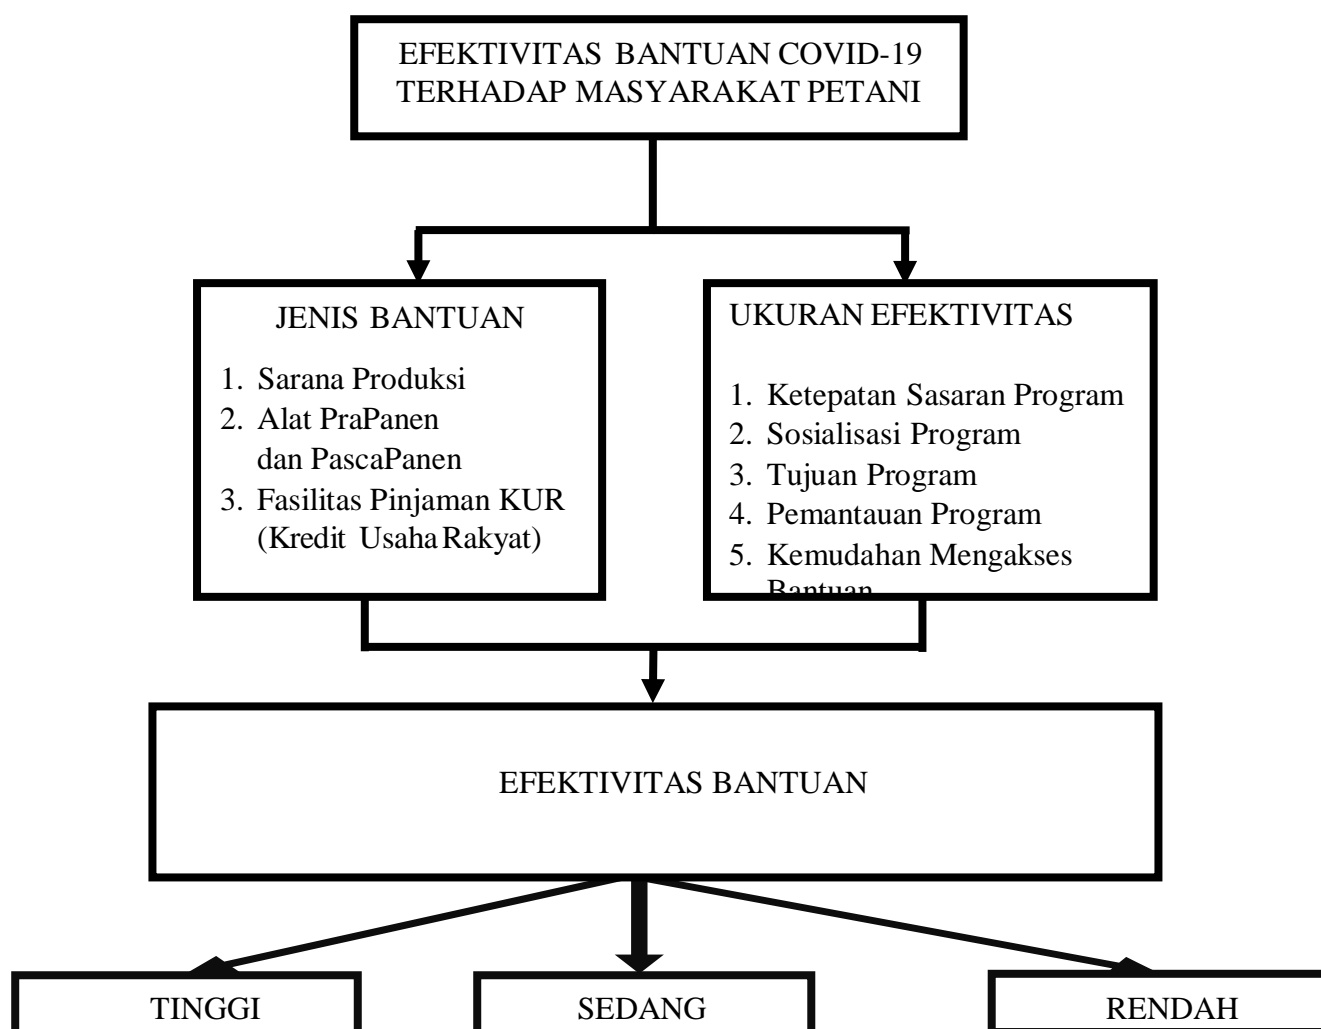 EFEKTIVITAS BANTUAN COVID-19
TERHADAP MASYARAKAT PETANI
JENIS BANTUAN
1. Sarana Produksi
2. Alat PraPanen
dan PascaPanen
3. Fasilitas Pinjaman KUR
(Kredit Usaha Rakyat)
UKURAN EFEKTIVITAS
1. Ketepatan Sasaran Program
2. Sosialisasi Program
3. Tujuan Program
4. Pemantauan Program
5. Kemudahan Mengakses
Bantuan
EFEKTIVITAS BANTUAN
TINGGI
SEDANG
RENDAH